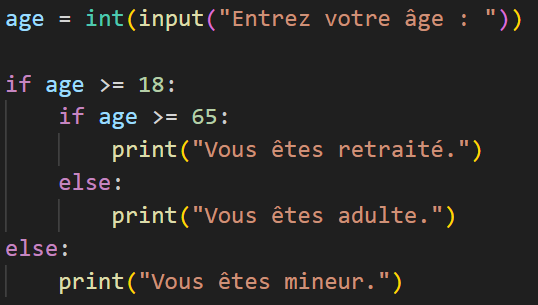 age = int(input("Entrez votre âge : "))
if age >= 18:
    if age >= 65:
        print("Vous êtes retraité.")
    else:
        print("Vous êtes adulte.")
else:
    print("Vous êtes mineur.")